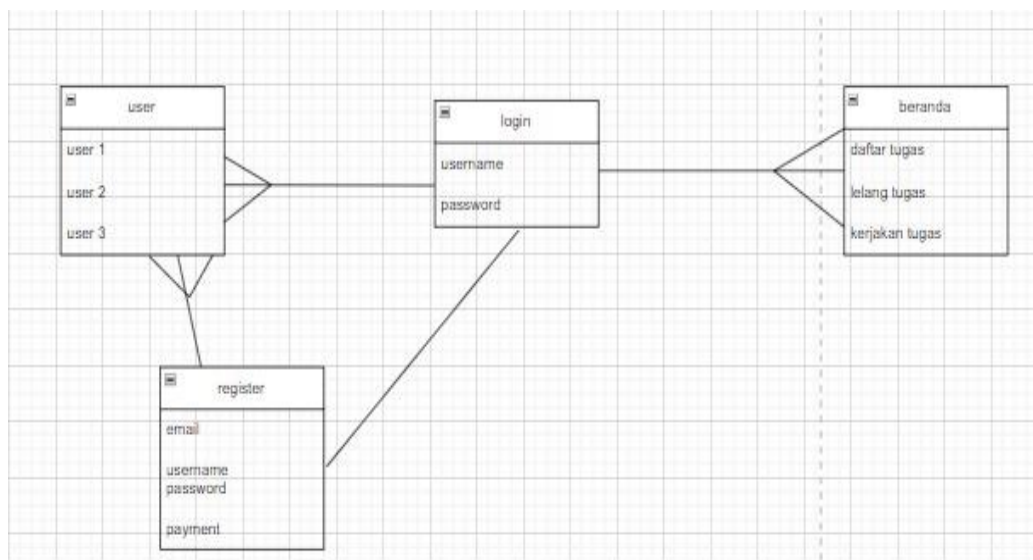 user
user 1
user 2
user 3
login
username
password
beranda
daftar tugas
lelang tugas
kerjakan tugas
register
email
username
password
payment